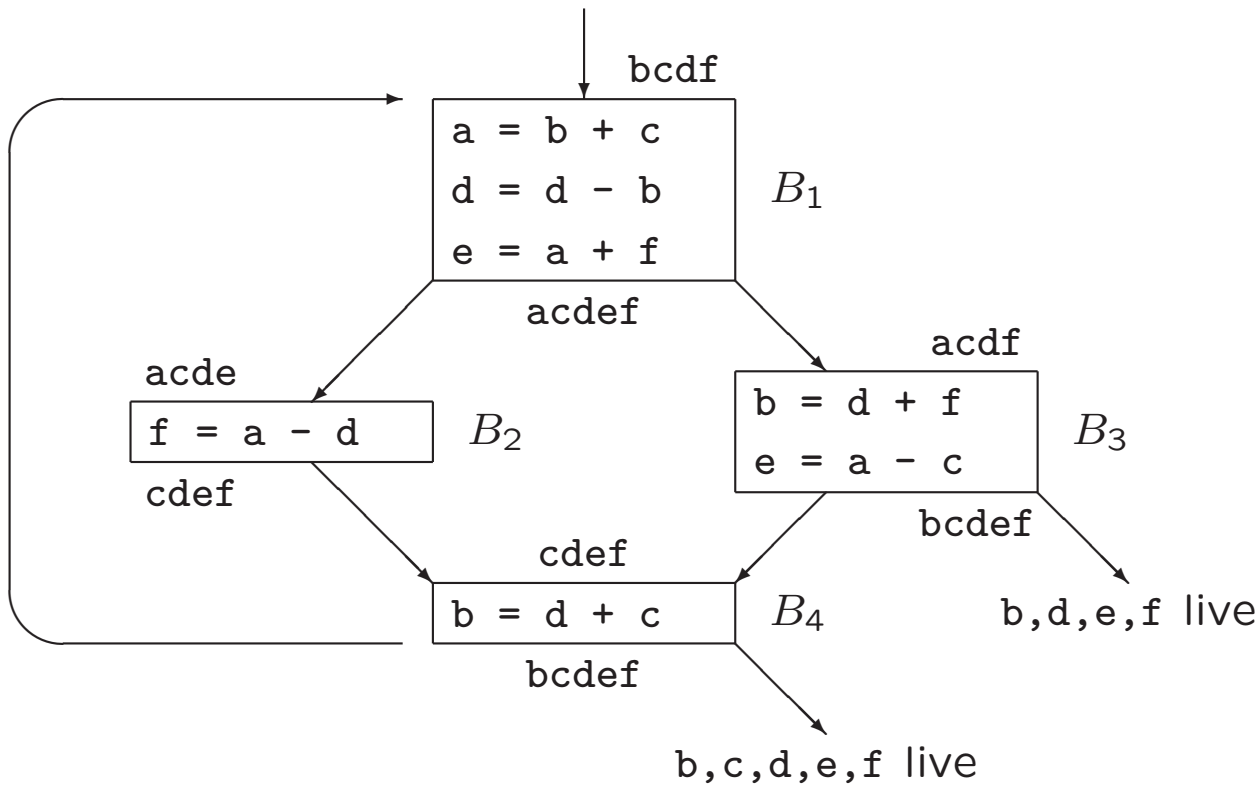 bcdf
a = b + c
d = d - b
e = a + f
B1
acdef
acde
f = a - d
B2
cdef
acdf
b = d + f
e = a - c
B3
bcdef
b,d,e,f live
cdef
b = d + c
B4
bcdef
b,c,d,e,f live